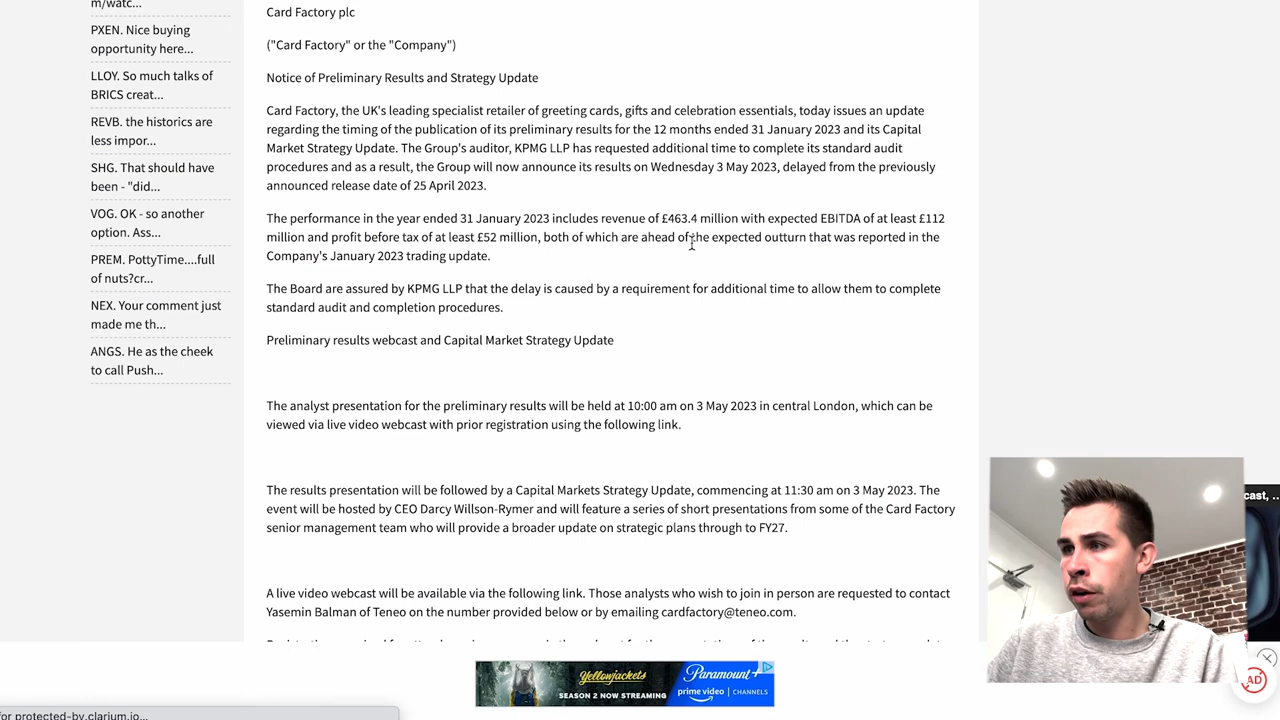 m/watc...
PXEN. Nice buying
opportunity here...
LLOY. So much talks of
BRICS creat...
REVB. the historics are
less impor...
SHG. That should have
been - "did...
VOG. OK - so another
option. Ass...
PREM. PottyTime....full
of nuts?cr...
NEX. Your comment just
made me th...
ANGS. He as the cheek
to call Push...
Card Factory plc
("Card Factory" or the "Company")
Notice of Preliminary Results and Strategy Update
Card Factory, the UK's leading specialist retailer of greeting cards, gifts and celebration essentials, today issues an update
regarding the timing of the publication of its preliminary results for the 12 months ended 31 January 2023 and its Capital
Market Strategy Update. The Group's auditor, KPMG LLP has requested additional time to complete its standard audit
procedures and as a result, the Group will now announce its results on Wednesday 3 May 2023, delayed from the previously
announced release date of 25 April 2023.
The performance in the year ended 31 January 2023 includes revenue of £463.4 million with expected EBITDA of at least £112
million and profit before tax of at least £52 million, both of which are ahead of the expected outturn that was reported in the
Company's January 2023 trading update.
The Board are assured by KPMG LLP that the delay is caused by a requirement for additional time to allow them to complete
standard audit and completion procedures.
Preliminary results webcast and Capital Market Strategy Update
The analyst presentation for the preliminary results will be held at 10:00 am on 3 May 2023 in central London, which can be
viewed via live video webcast with prior registration using the following link.
The results presentation will be followed by a Capital Markets Strategy Update, commencing at 11:30 am on 3 May 2023. The
event will be hosted by CEO Darcy Willson-Rymer and will feature a series of short presentations from some of the Card Factory
senior management team who will provide a broader update on strategic plans through to FY27.
A live video webcast will be available via the following link. Those analysts who wish to join in person are requested to contact
Yasemin Balman of Teneo on the number provided below or by emailing cardfactory@teneo.com.
cast, ...
Yellowjackets
SEASON 2 NOW STREAMING
Paramount+
prime video | CHANNELS
AD
for protected-by.clarium.io...